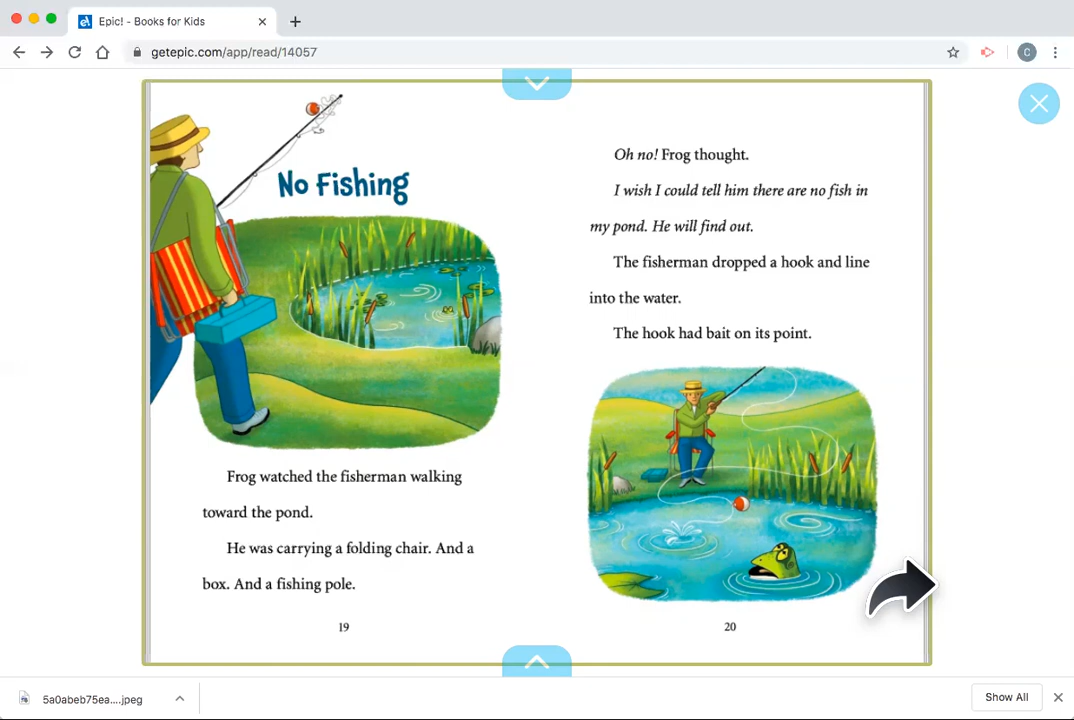 Epic! - Books for Kids
getepic.com/app/read/14057
C
No Fishing
Frog watched the fisherman walking
toward the pond.
He was carrying a folding chair. And a
box. And a fishing pole.
19
Oh no! Frog thought.
I wish I could tell him there are no fish in
my pond. He will find out.
The fisherman dropped a hook and line
into the water.
The hook had bait on its point.
20
5a0abeb75ea....jpeg
Show All